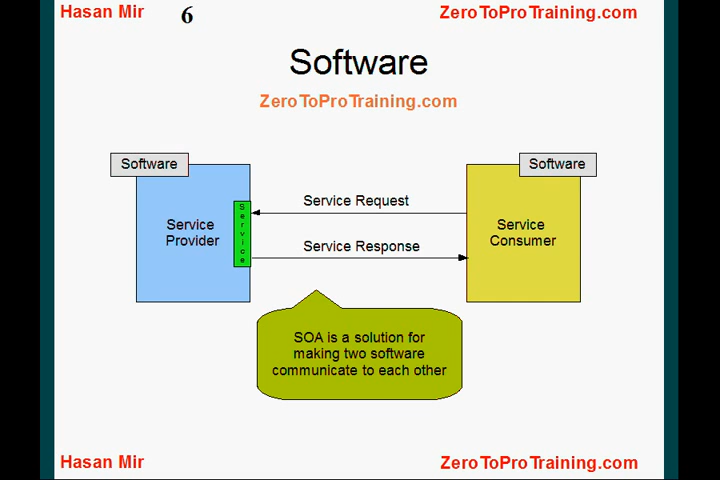 Hasan Mir
6
ZeroToProTraining.com
Software
ZeroToProTraining.com
Software
Software
Service Request
Service
Service
Provider
Service
Consumer
Service Response
SOA is a solution for
making two software
communicate to each other
Hasan Mir
ZeroToProTraining.com